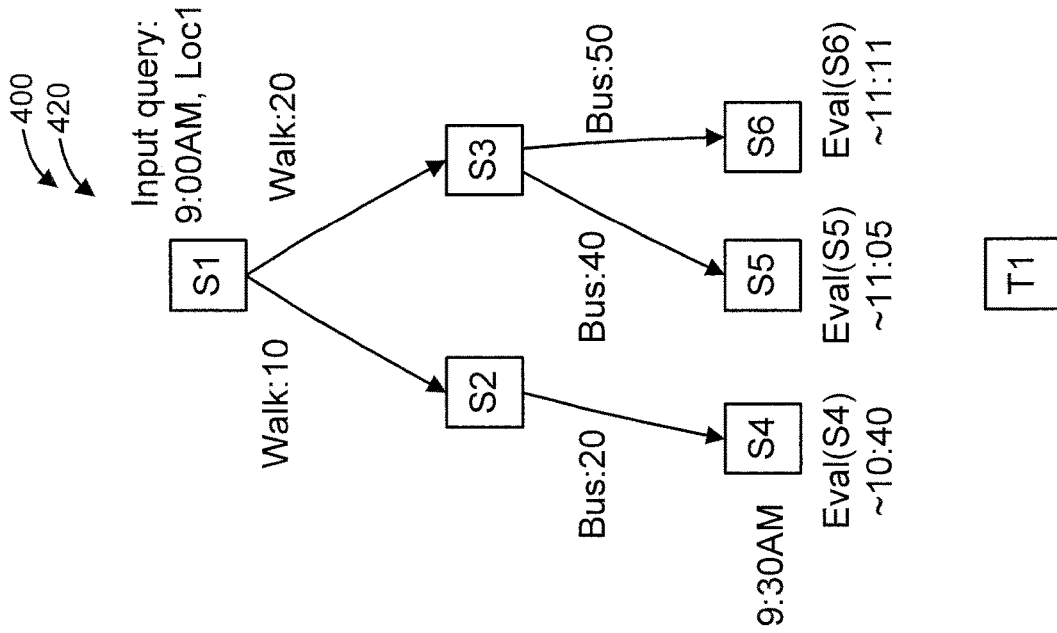 400
420
Input query:
9:00AM, Loc1
S1
Walk:10
Walk:20
S2
S3
Bus:20
Bus:40
Bus:50
9:30AM
S4
S5
S6
Eval(S4)
~10:40
Eval(S5)
~11:05
Eval(S6)
~11:11
T1